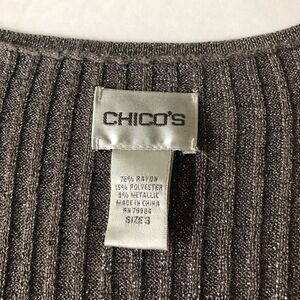 CHICO'S
76% RAYON
15% POLYESTER
9% METALLIC
MADE IN CHINA
RN79984
SIZE 3